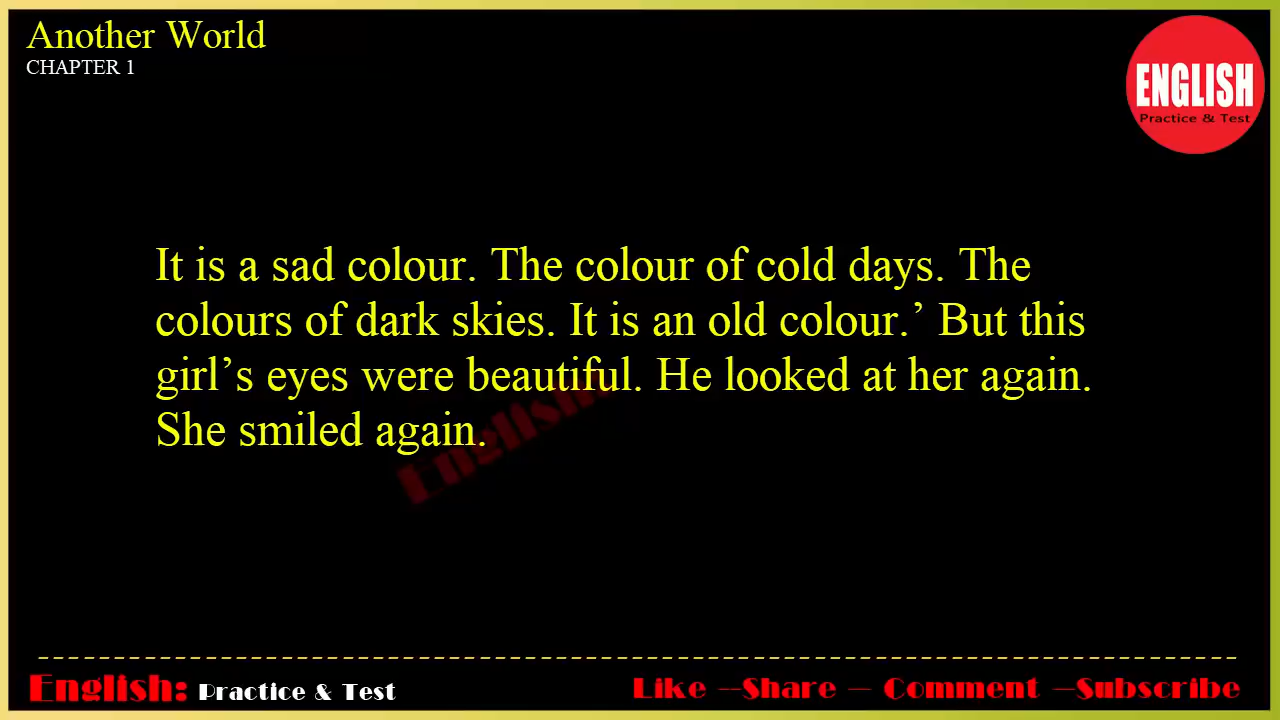 Another World
CHAPTER 1
ENGLISH
Practice & Test
It is a sad colour. The colour of cold days. The
colours of dark skies. It is an old colour.’ But this
girl’s eyes were beautiful. He looked at her again.
She smiled again.
English:
English: Practice & Test
Like --Share -- Comment --Subscribe